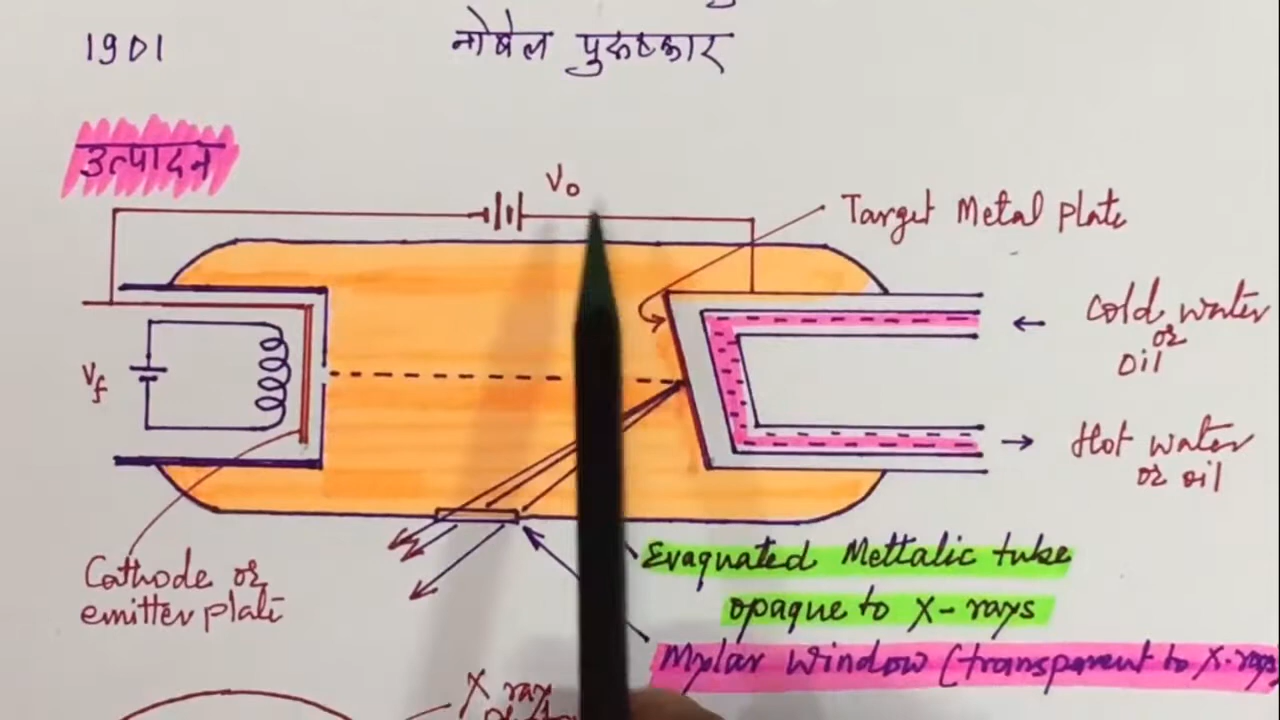 1901
नोबेल पुरूष्कार
उत्पादन
V₀
Target Metal plate
Cold water
or
oil
Vf
Hot water
or oil
Evaquated Mettalic tube
opaque to X-rays
Cathode or
emitter plate
Mylar window (transparent to X-rays
X ray